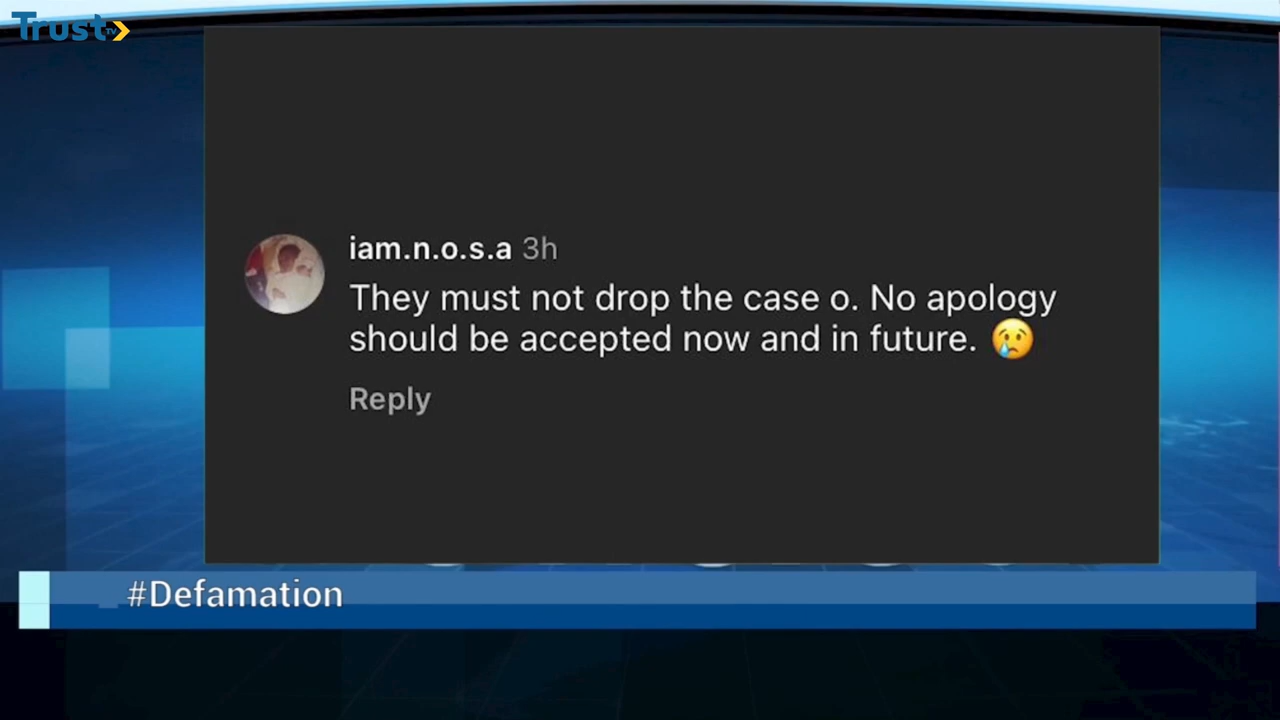 Trust TV
iam.n.o.s.a 3h
They must not drop the case o. No apology
should be accepted now and in future. 😢
Reply
#Defamation